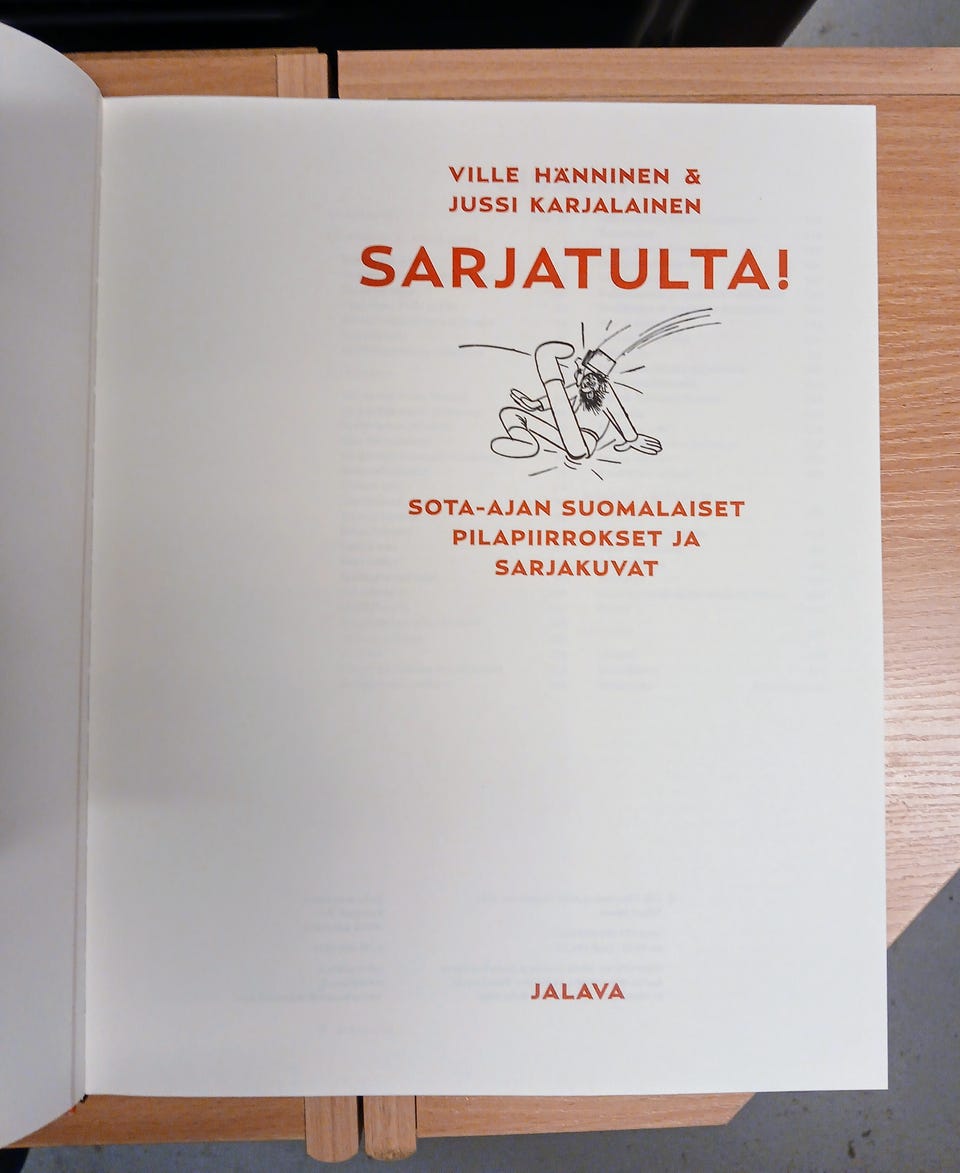 VILLE HÄNNINEN &
JUSSI KARJALAINEN
SARJATULTA!
SOTA-AJAN SUOMALAISET
PILAPIIRROKSET JA
SARJAKUVAT
JALAVA